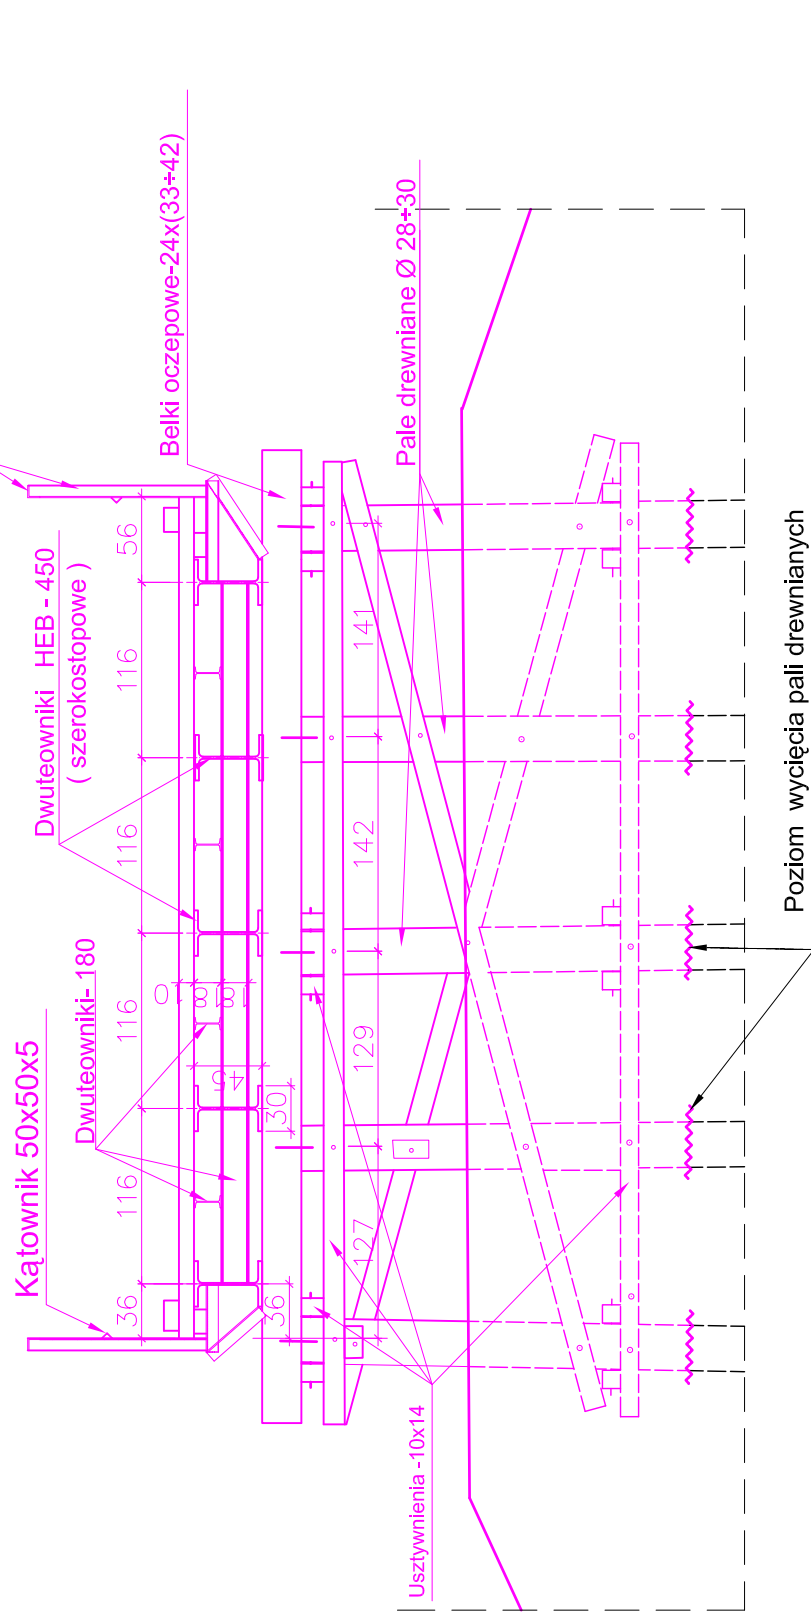 Kątownik 50x50x5
Dwuteowniki HEB - 450
( szerokostopowe )
Dwuteowniki- 180
Belki oczepowe-24x(33÷42)
36
116
116
116
116
56
10
18
18
45
30
36
127
129
142
141
Pale drewniane Ø 28÷30
Usztywnienia -10x14
Poziom wycięcia pali drewnianych